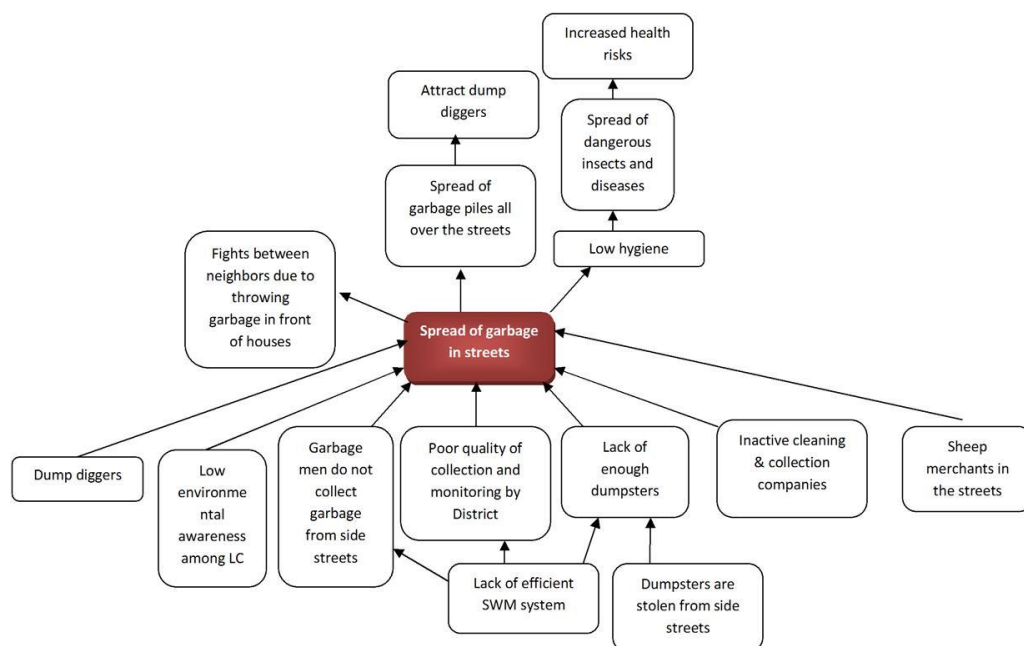 Increased health
risks
Attract dump
diggers
Spread of
dangerous
insects and
diseases
Spread of
garbage piles all
over the streets
Low hygiene
Fights between
neighbors due to
throwing
garbage in front
of houses
Spread of garbage
in streets
Dump diggers
Low
environme
ntal
awareness
among LC
Garbage
men do not
collect
garbage
from side
streets
Poor quality of
collection and
monitoring by
District
Lack of
enough
dumpsters
Inactive cleaning
& collection
companies
Sheep
merchants in
the streets
Lack of efficient
SWM system
Dumpsters are
stolen from side
streets